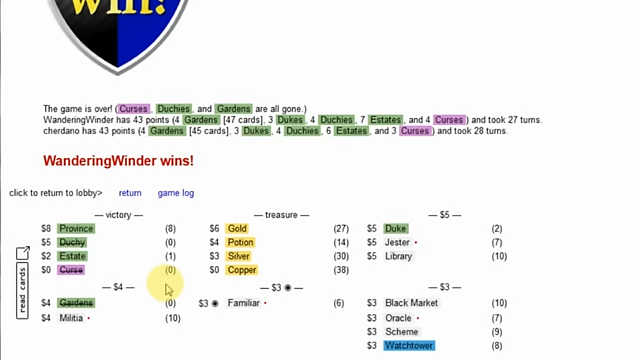 win!
The game is over! (Curses, Duchies, and Gardens are all gone.)
WanderingWinder has 43 points (4 Gardens [47 cards], 3 Dukes, 4 Duchies, 7 Estates, and 4 Curses) and took 27 turns.
cherdano has 43 points (4 Gardens [45 cards], 3 Dukes, 4 Duchies, 6 Estates, and 3 Curses) and took 28 turns.
WanderingWinder wins!
click to return to lobby> return game log
— victory — — treasure — — $5 —
$8 Province (8) $6 Gold (27) $5 Duke (2)
$5 Duchy (0) $4 Potion (14) $5 Jester (7)
$2 Estate (1) $3 Silver (30) $5 Library (10)
$0 Curse (0) $0 Copper (38)
— $4 — — $3 — — $3 —
$4 Gardens (0) $3 Familiar (6) $3 Black Market (10)
$4 Militia (10) $3 Oracle (7)
$3 Scheme (9)
$3 Watchtower (8)
read cards